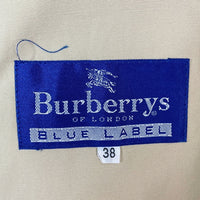 Burberrys
OF LONDON
BLUE LABEL
38